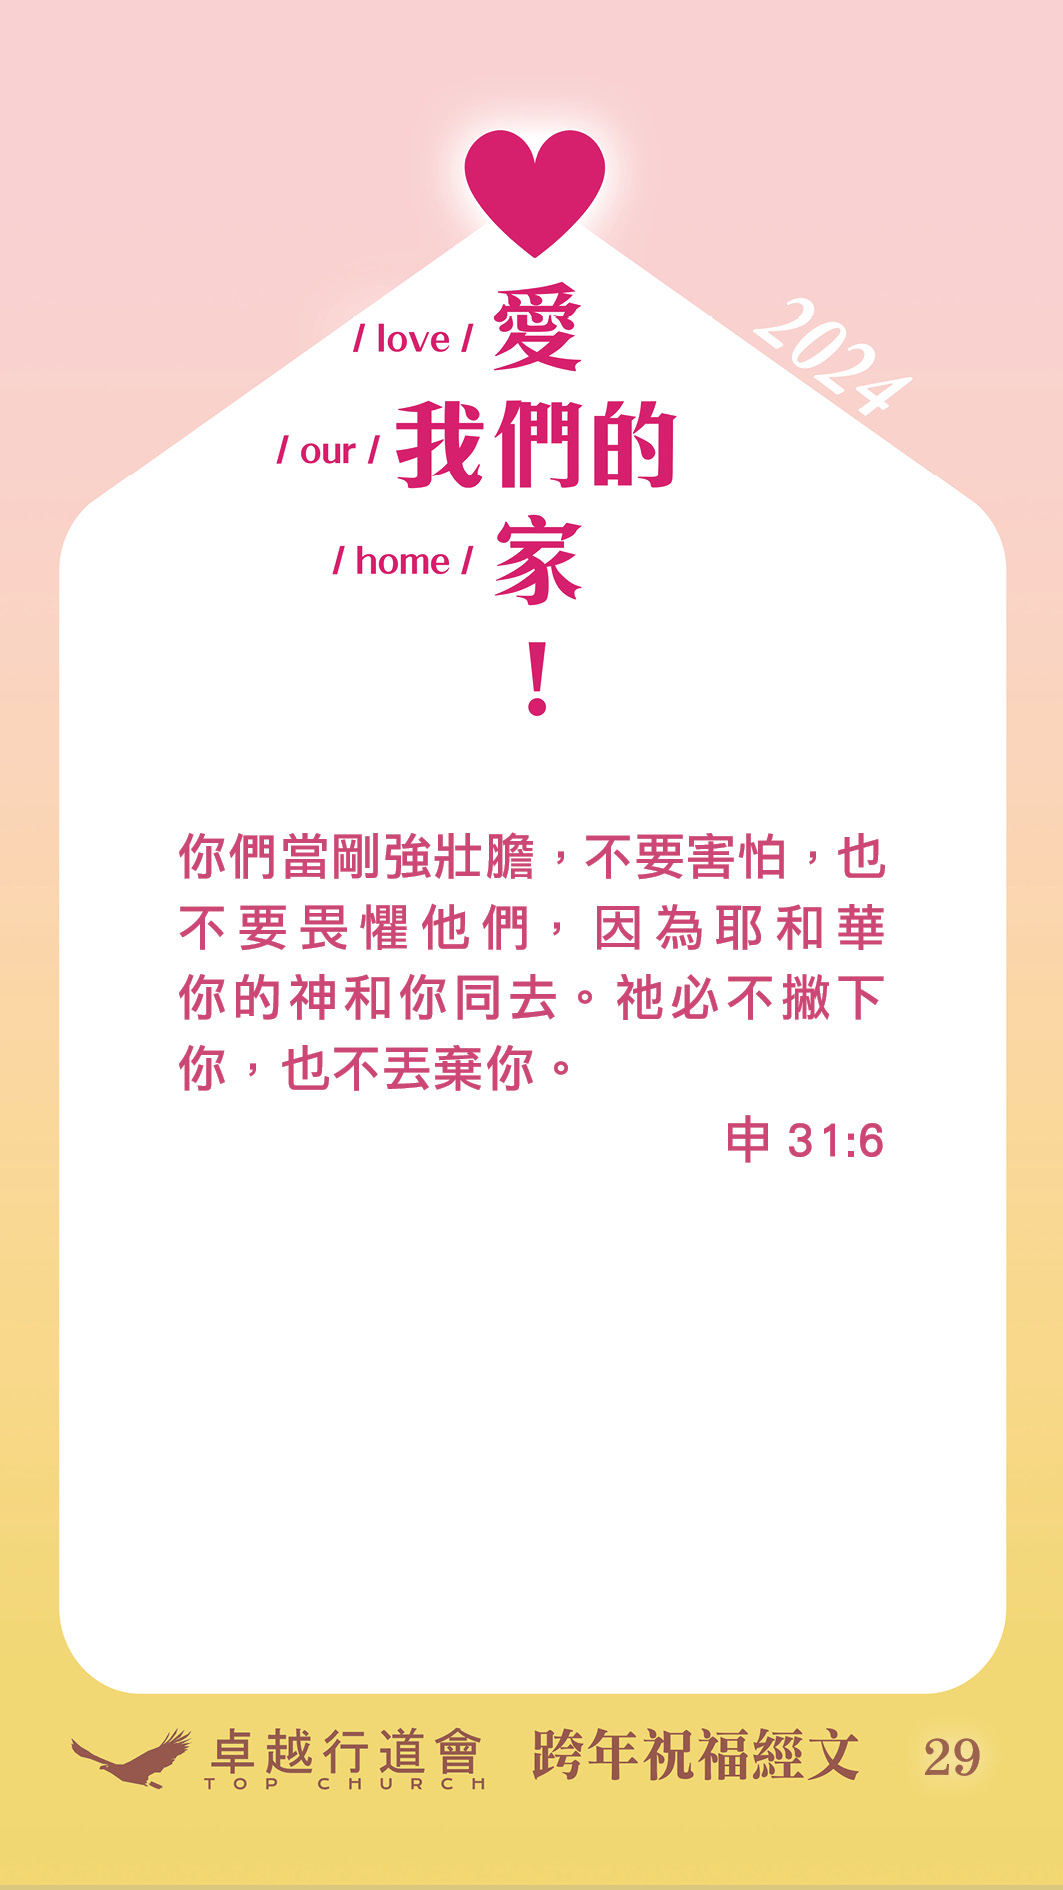 / love / 愛
2024
/ our / 我們的
/ home / 家
!
你們當剛強壯膽，不要害怕，也
不要畏懼他們，因為耶和華
你的神和你同去。祂必不撇下
你，也不丟棄你。
申 31:6
卓越行道會 跨年祝福經文 29
TOP CHURCH